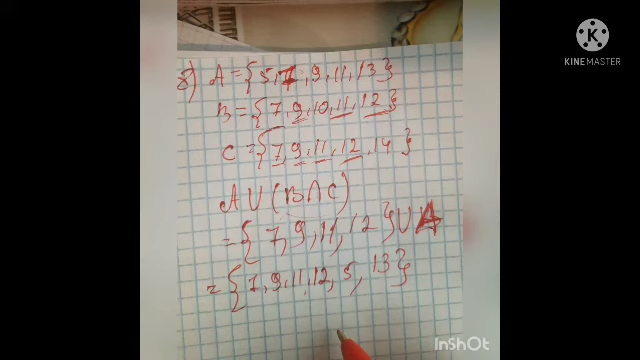 8) A = {5, 7, 9, 11, 13}
B = {7, 9, 10, 11, 12}
C = {7, 9, 11, 12, 14}
A ∪ (B ∩ C)
= {7, 9, 11, 12} ∪ A
= {7, 9, 11, 12, 5, 13}
KINEMASTER
InShOt